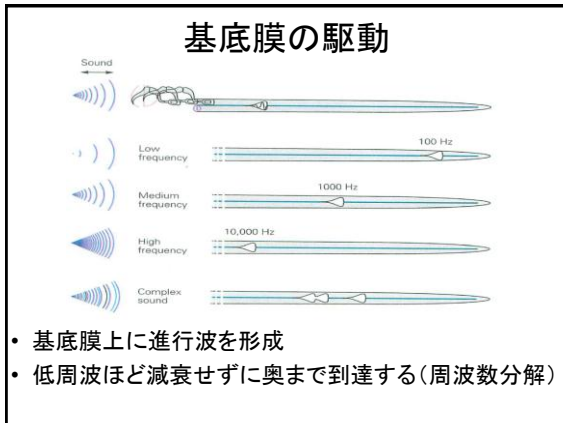 基底膜の駆動
Sound
Low
frequency
100 Hz
Medium
frequency
1000 Hz
High
frequency
10,000 Hz
Complex
sound
• 基底膜上に進行波を形成
• 低周波ほど減衰せずに奥まで到達する(周波数分解)